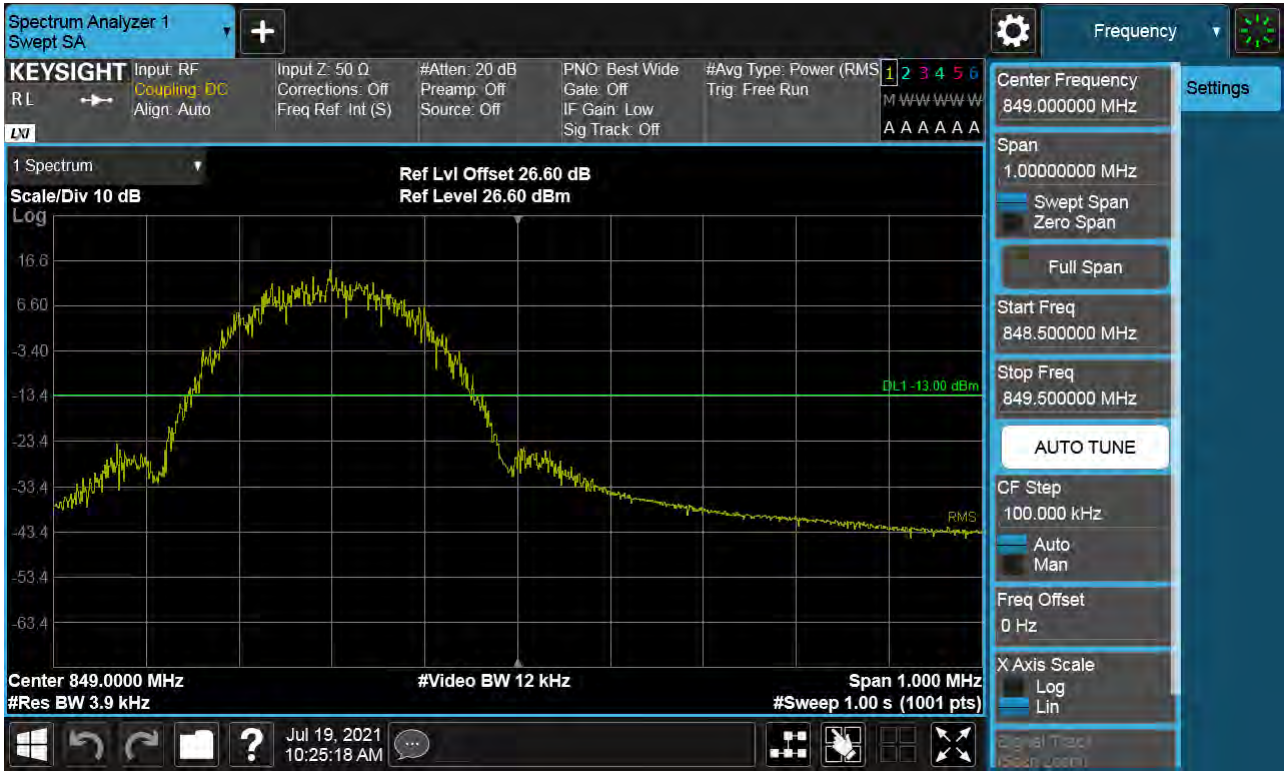 Spectrum Analyzer 1
Swept SA
+
Frequency
KEYSIGHT
R L
LXI
Input: RF
Coupling: DC
Align: Auto
Input Z: 50 Ω
Corrections: Off
Freq Ref: Int (S)
#Atten: 20 dB
Preamp: Off
Source: Off
PNO: Best Wide
Gate: Off
IF Gain: Low
Sig Track: Off
#Avg Type: Power (RMS
Trig: Free Run
1 2 3 4 5 6
M W W W W W
A A A A A A
1 Spectrum
Scale/Div 10 dB
Log
Ref Lvl Offset 26.60 dB
Ref Level 26.60 dBm
16.6
6.60
-3.40
-13.4
-23.4
-33.4
-43.4
-53.4
-63.4
DL1 -13.00 dBm
RMS
Center 849.0000 MHz
#Video BW 12 kHz
Span 1.000 MHz
#Res BW 3.9 kHz
#Sweep 1.00 s (1001 pts)
Center Frequency
849.000000 MHz
Settings
Span
1.00000000 MHz
Swept Span
Zero Span
Full Span
Start Freq
848.500000 MHz
Stop Freq
849.500000 MHz
AUTO TUNE
CF Step
100.000 kHz
Auto
Man
Freq Offset
0 Hz
X Axis Scale
Log
Lin
Signal Track
(Span Zoom)
?
Jul 19, 2021
10:25:18 AM